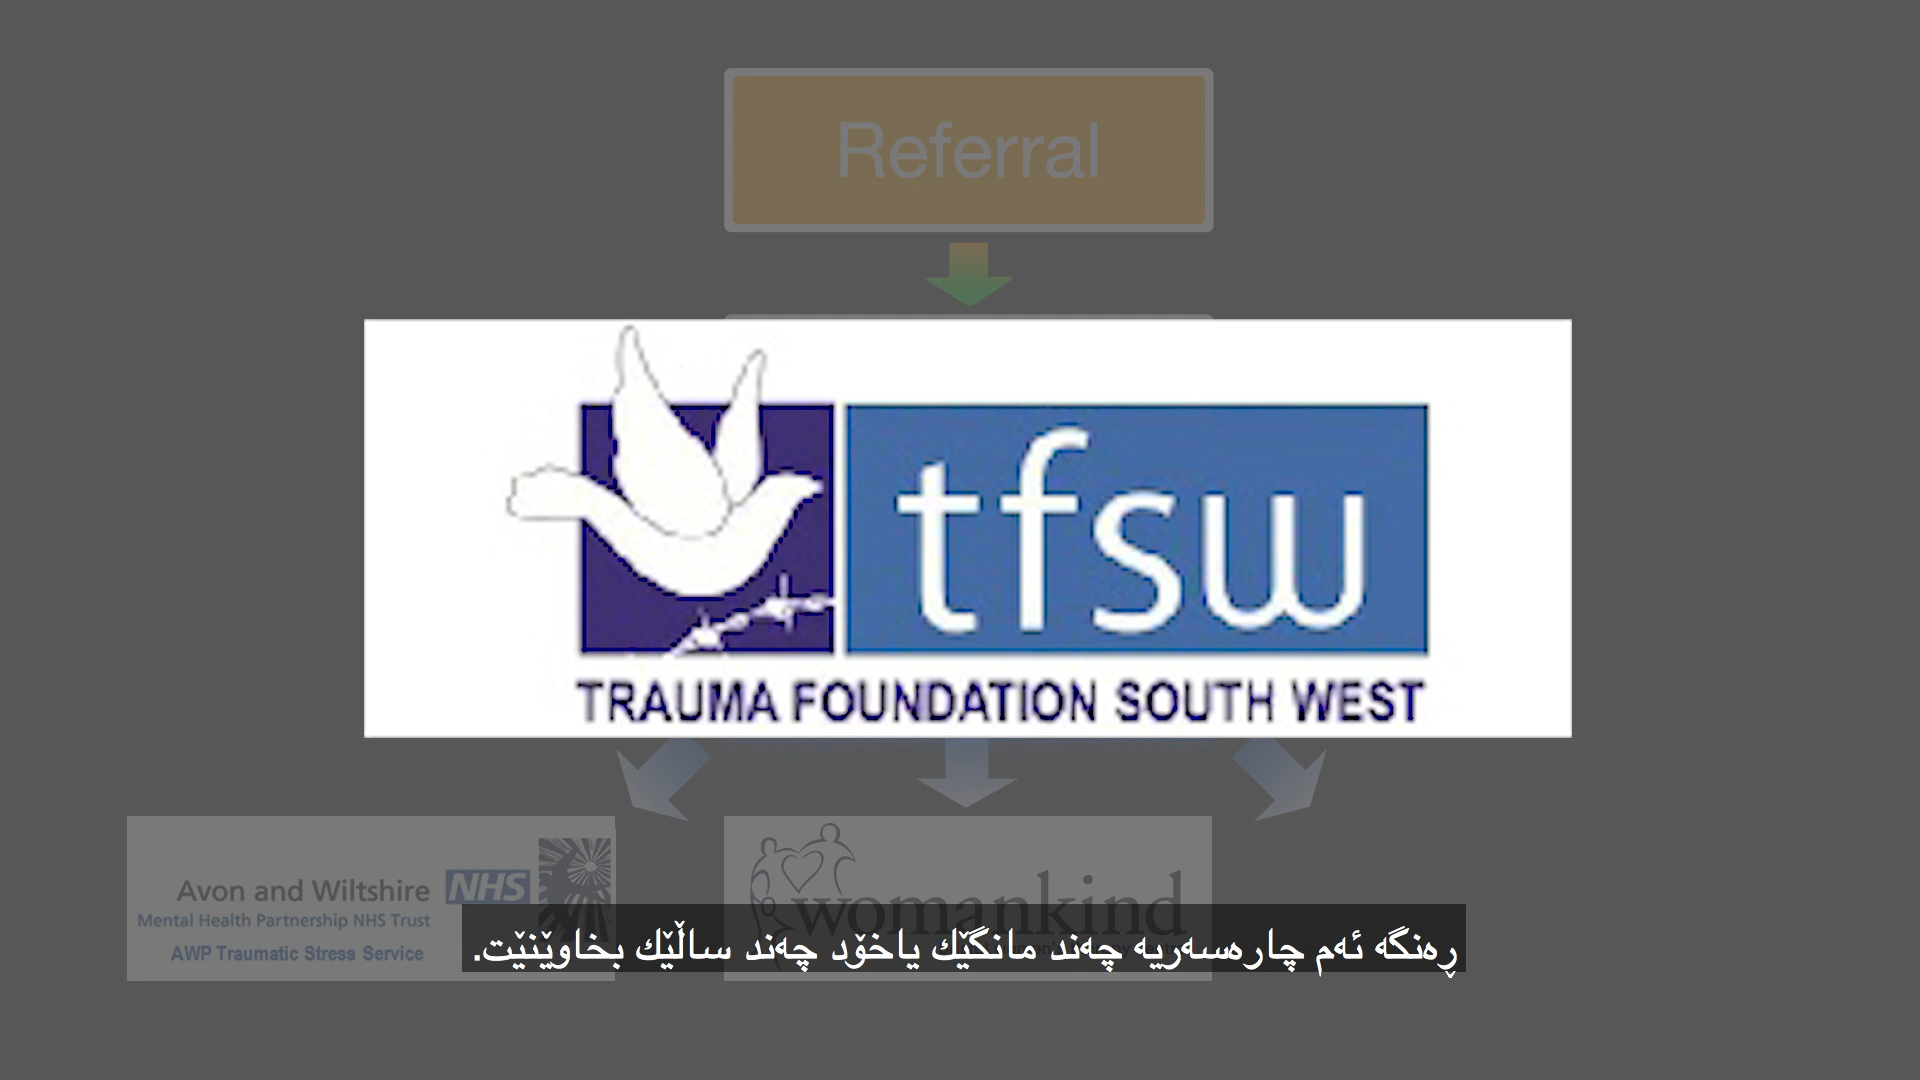 Referral
tfsw
TRAUMA FOUNDATION SOUTH WEST
Avon and Wiltshire NHS
Mental Health Partnership NHS Trust
AWP Traumatic Stress Service
womankind
ڕەنگە ئەم چارەسەریە چەند مانگێك یاخۆد چەند ساڵێك بخاوێنێت.